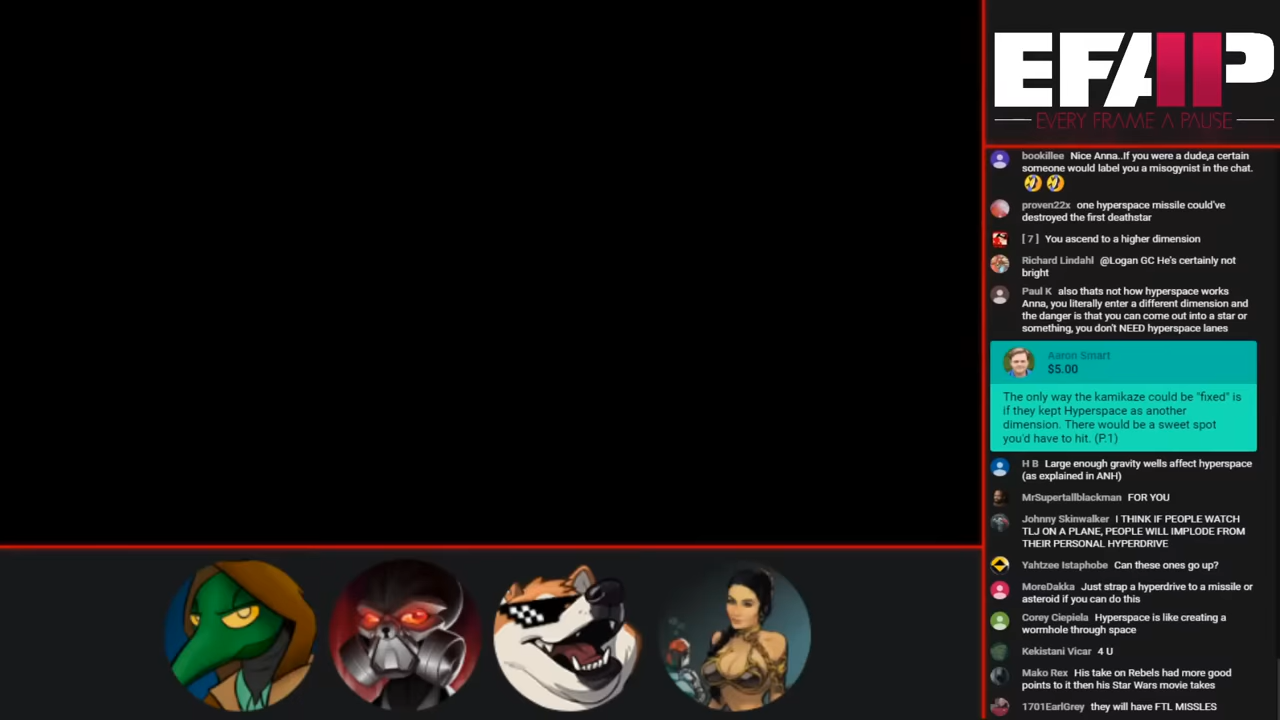 EFAP
EVERY FRAME A PAUSE
bookillee Nice Anna..If you were a dude,a certain
someone would label you a misogynist in the chat.
🤣 🤣
proven22x one hyperspace missile could've
destroyed the first deathstar
[ 7 ] You ascend to a higher dimension
Richard Lindahl @Logan GC He's certainly not
bright
Paul K also thats not how hyperspace works
Anna, you literally enter a different dimension and
the danger is that you can come out into a star or
something, you don't NEED hyperspace lanes
Aaron Smart
$5.00
The only way the kamikaze could be "fixed" is
if they kept Hyperspace as another
dimension. There would be a sweet spot
you'd have to hit. (P.1)
H B Large enough gravity wells affect hyperspace
(as explained in ANH)
MrSupertallblackman FOR YOU
Johnny Skinwalker I THINK IF PEOPLE WATCH
TLJ ON A PLANE, PEOPLE WILL IMPLODE FROM
THEIR PERSONAL HYPERDRIVE
Yahtzee Istaphobe Can these ones go up?
MoreDakka Just strap a hyperdrive to a missile or
asteroid if you can do this
Corey Ciepiela Hyperspace is like creating a
wormhole through space
Kekistani Vicar 4 U
Mako Rex His take on Rebels had more good
points to it then his Star Wars movie takes
1701EarlGrey they will have FTL MISSLES